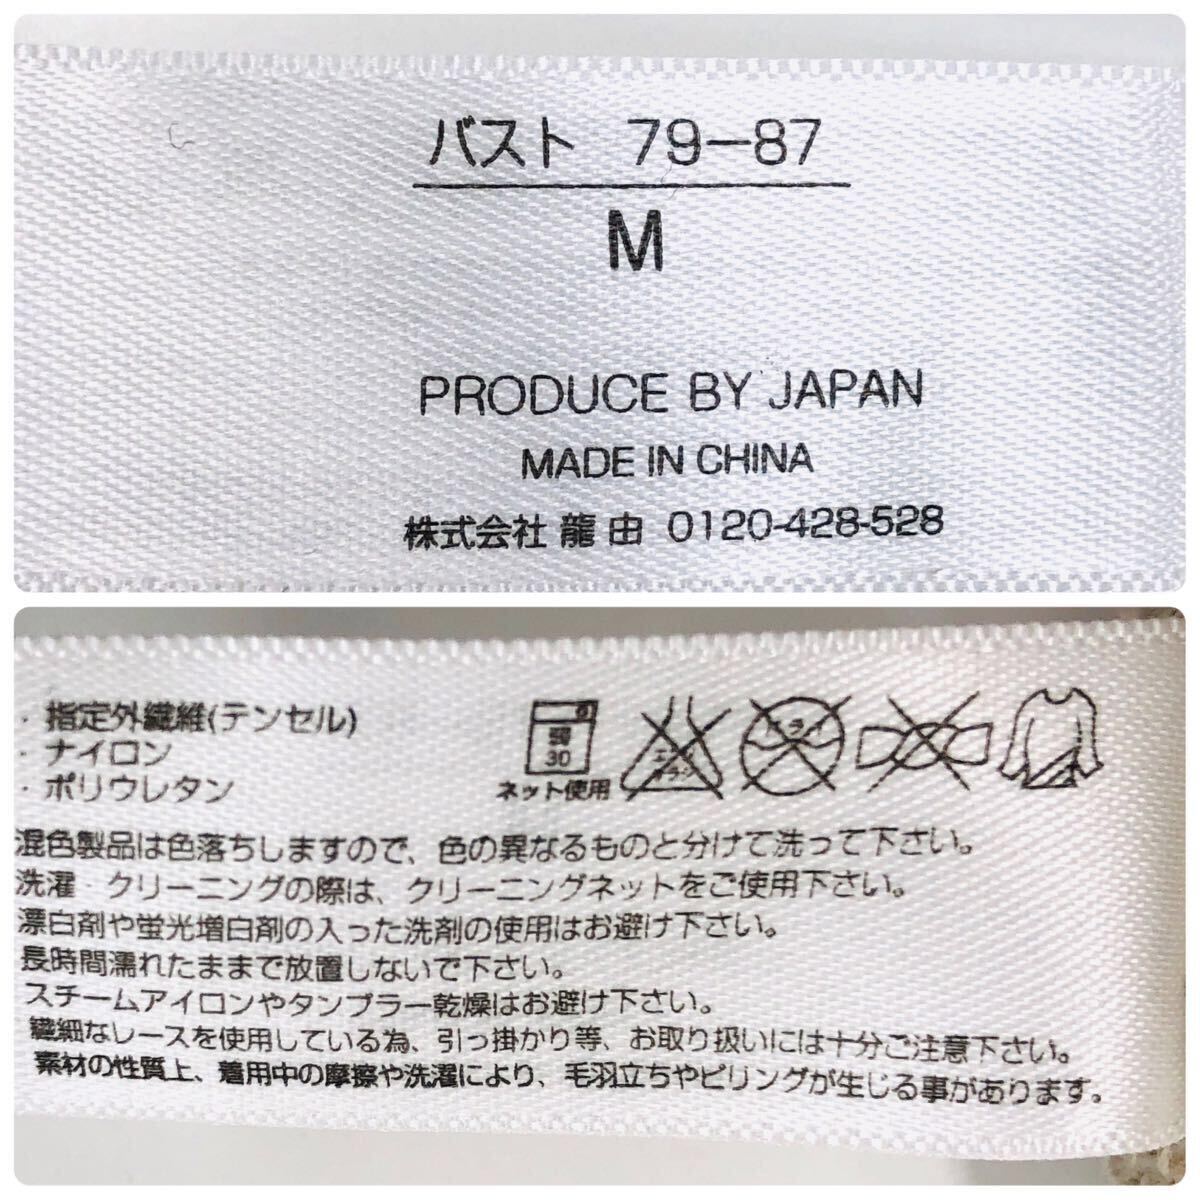 バスト 79-87
M
PRODUCE BY JAPAN
MADE IN CHINA
株式会社 龍 由 0120-428-528
・指定外繊維(テンセル)
・ナイロン
・ポリウレタン
弱
30
ネット使用
エンソ
サラシ
ドライ
混色製品は色落ちしますので、色の異なるものと分けて洗って下さい。
洗濯・クリーニングの際は、クリーニングネットをご使用下さい。
漂白剤や蛍光増白剤の入った洗剤の使用はお避け下さい。
長時間濡れたままで放置しないで下さい。
スチームアイロンやタンブラー乾燥はお避け下さい。
繊細なレースを使用している為、引っ掛かり等、お取り扱いには十分ご注意下さい。
素材の性質上、着用中の摩擦や洗濯により、毛羽立ちやピリングが生じる事があります。